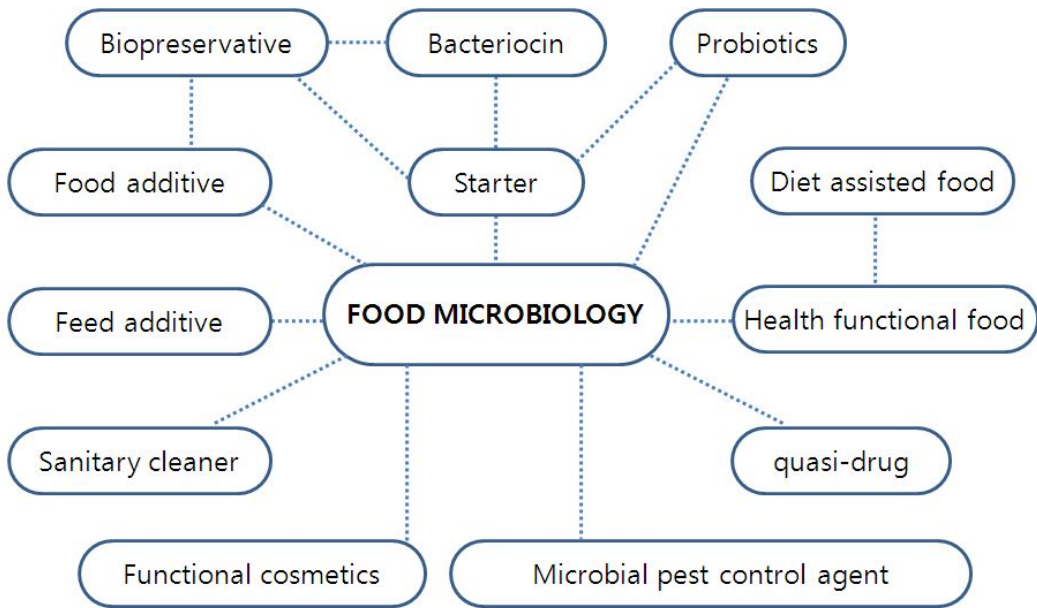 Biopreservative
Bacteriocin
Probiotics
Food additive
Starter
Diet assisted food
FOOD MICROBIOLOGY
Feed additive
Health functional food
Sanitary cleaner
quasi-drug
Functional cosmetics
Microbial pest control agent